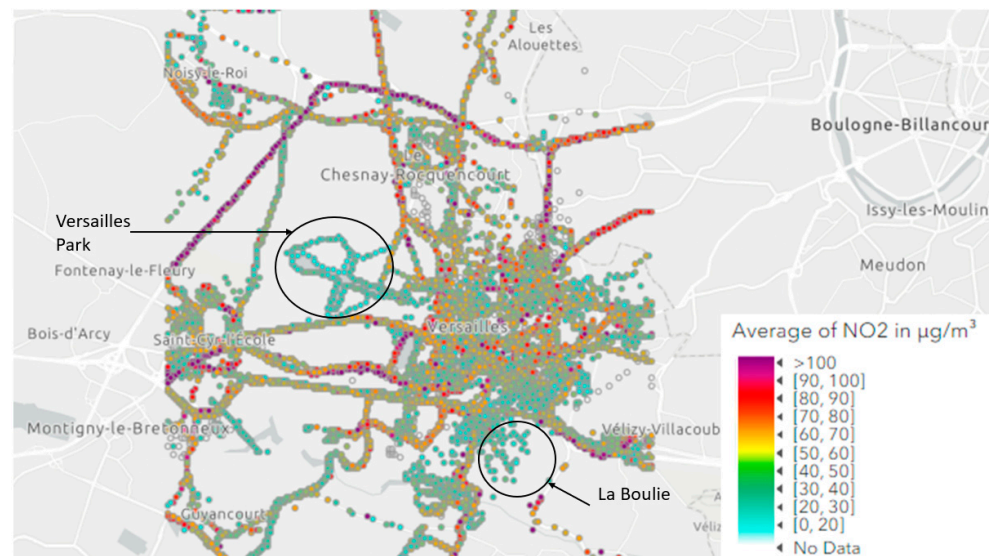 Les
Alouettes
Noisy-le-Roi
Boulogne-Billancour
Le
Chesnay-Rocquencourt
Issy-les-Moulin
Versailles
Park
Fontenay-le-Fleury
Meudon
Bois-d'Arcy
Saint-Cyr-l'École
Versailles
Average of NO2 in µg/m³
>100
[90, 100]
[80, 90]
[70, 80]
[60, 70]
[50, 60]
[40, 50]
[30, 40]
[20, 30]
[0, 20]
No Data
Montigny-le-Bretonneux
Vélizy-Villacoub
La Boulie
Guyancourt
Véliz